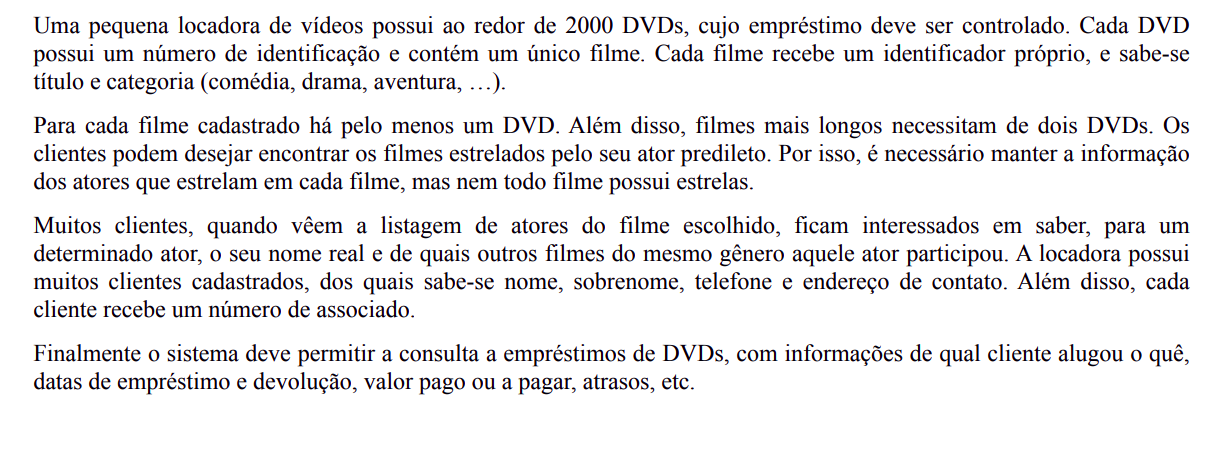 Uma pequena locadora de vídeos possui ao redor de 2000 DVDs, cujo empréstimo deve ser controlado. Cada DVD
possui um número de identificação e contém um único filme. Cada filme recebe um identificador próprio, e sabe-se
título e categoria (comédia, drama, aventura, …).
Para cada filme cadastrado há pelo menos um DVD. Além disso, filmes mais longos necessitam de dois DVDs. Os
clientes podem desejar encontrar os filmes estrelados pelo seu ator predileto. Por isso, é necessário manter a informação
dos atores que estrelam em cada filme, mas nem todo filme possui estrelas.
Muitos clientes, quando vêem a listagem de atores do filme escolhido, ficam interessados em saber, para um
determinado ator, o seu nome real e de quais outros filmes do mesmo gênero aquele ator participou. A locadora possui
muitos clientes cadastrados, dos quais sabe-se nome, sobrenome, telefone e endereço de contato. Além disso, cada
cliente recebe um número de associado.
Finalmente o sistema deve permitir a consulta a empréstimos de DVDs, com informações de qual cliente alugou o quê,
datas de empréstimo e devolução, valor pago ou a pagar, atrasos, etc.